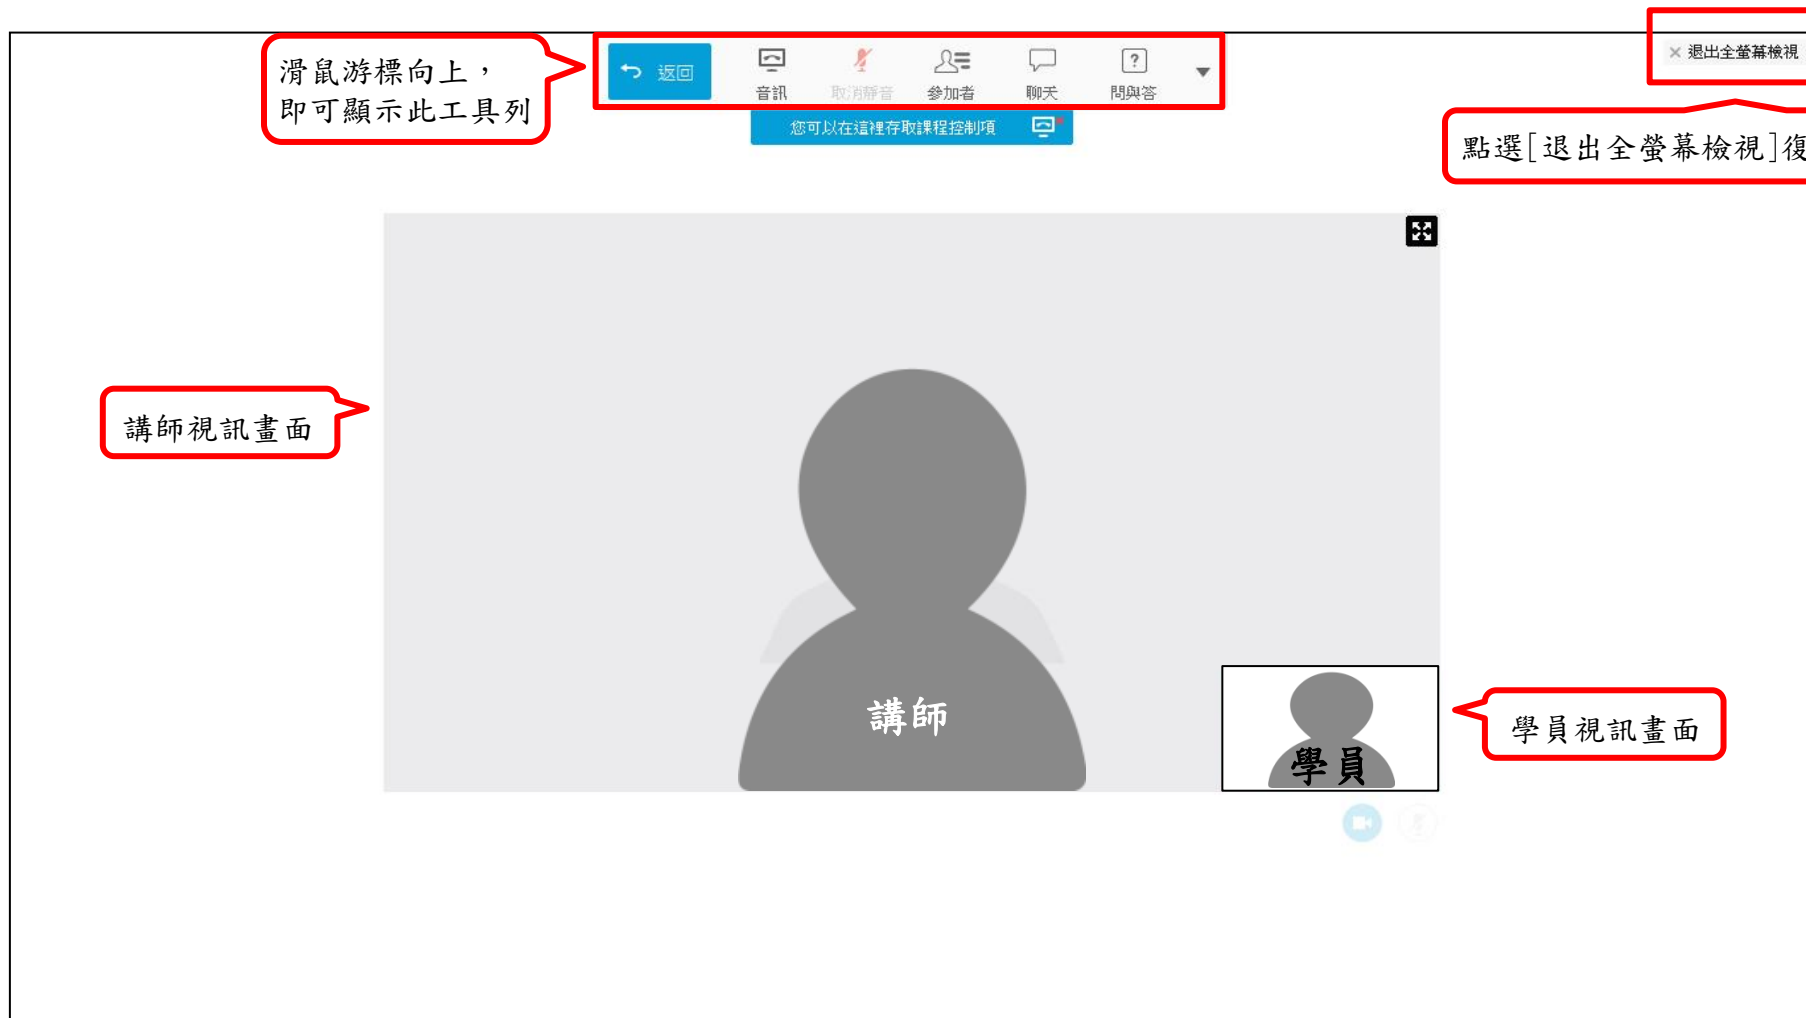 滑鼠游標向上，
即可顯示此工具列
返回
音訊
取消靜音
參加者
聊天
?
問與答
× 退出全螢幕檢視
您可以在這裡存取課程控制項
點選[退出全螢幕檢視]復
講師視訊畫面
講師
學員
學員視訊畫面